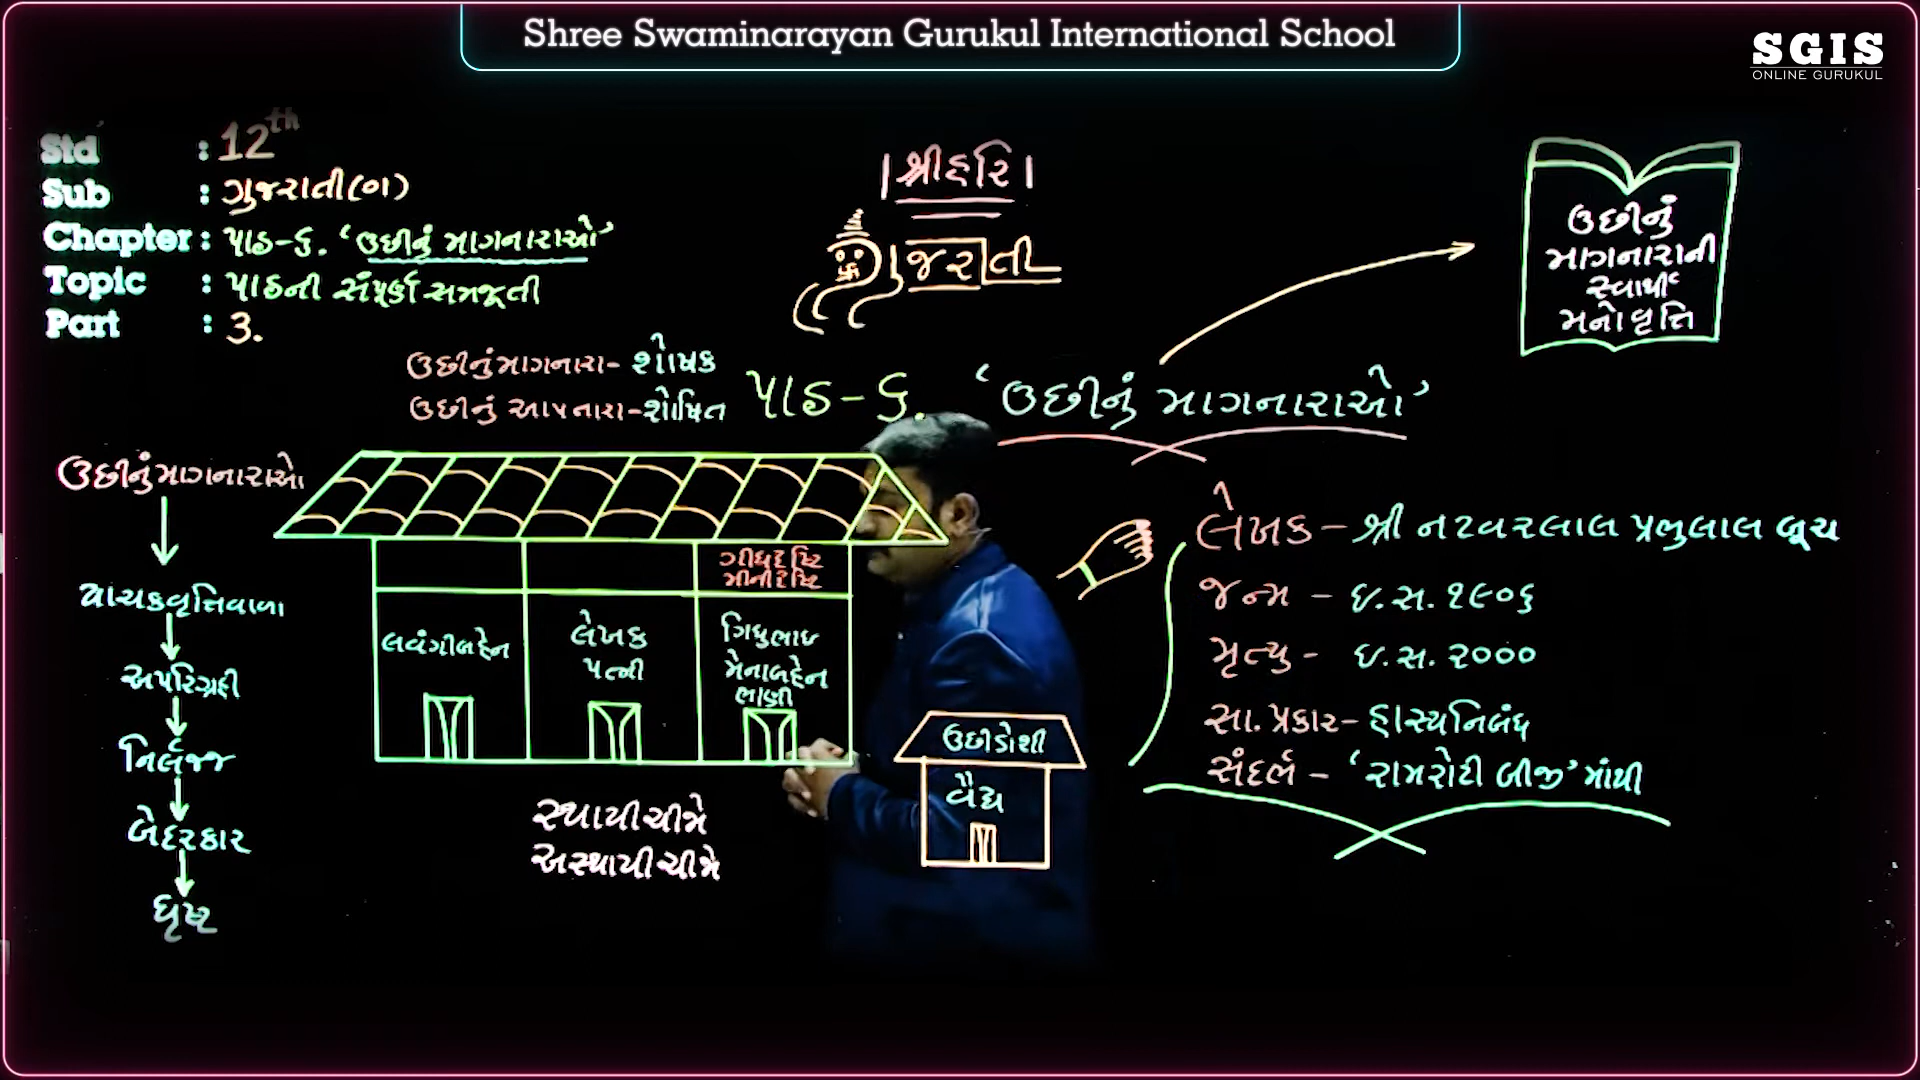 Shree Swaminarayan Gurukul International School
SGIS
ONLINE GURUKUL
Std : 12th
Sub : ગુજરાતી(૦૧)
Chapter : પાઠ-૬. ‘ઉછીનું માગનારાઓ’
Topic : પાઠની સંપૂર્ણ સમજૂતી
Part : 3.
|શ્રીહરિ|
ગુજરાતી
ઉછીનું
માગનારાની
સ્વાર્થી
મનોવૃત્તિ
ઉછીનું માગનારા- શોષક
ઉછીનું આપનારા-શોષિત
પાઠ-૬. ‘ઉછીનું માગનારાઓ’
ઉછીનું માગનારાઓ
યાચકવૃત્તિવાળા
અપરિગ્રહી
નિર્લજ્જ
બેદરકાર
ધૃષ્ટ
ગીધદૃષ્ટિ
મીનીદૃષ્ટિ
લવંગીબહેન
લેખક
પત્ની
ગિધુભાઇ
મેનાબહેન
ભાણી
સ્થાયી ચીજો
અસ્થાયી ચીજો
ઉછીડોશી
વૈદ્ય
લેખક - શ્રી નટવરલાલ પ્રભુલાલ બૂચ
જન્મ - ઇ.સ. ૧૯૦૬
મૃત્યુ - ઇ.સ. ૨૦૦૦
સા. પ્રકાર- હાસ્યનિબંધ
સંદર્ભ - ‘રામરોટી બીજી’ માંથી